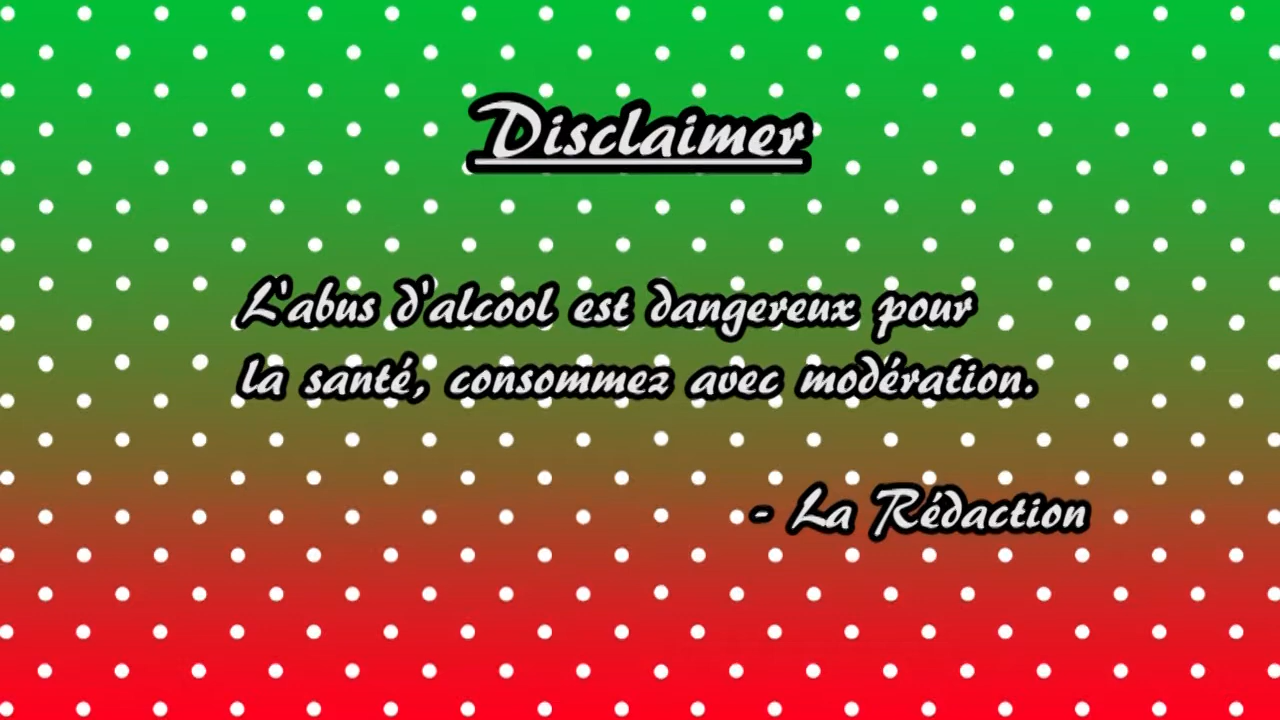 Disclaimer
L'abus d'alcool est dangereux pour
la santé, consommez avec modération.
- La Rédaction